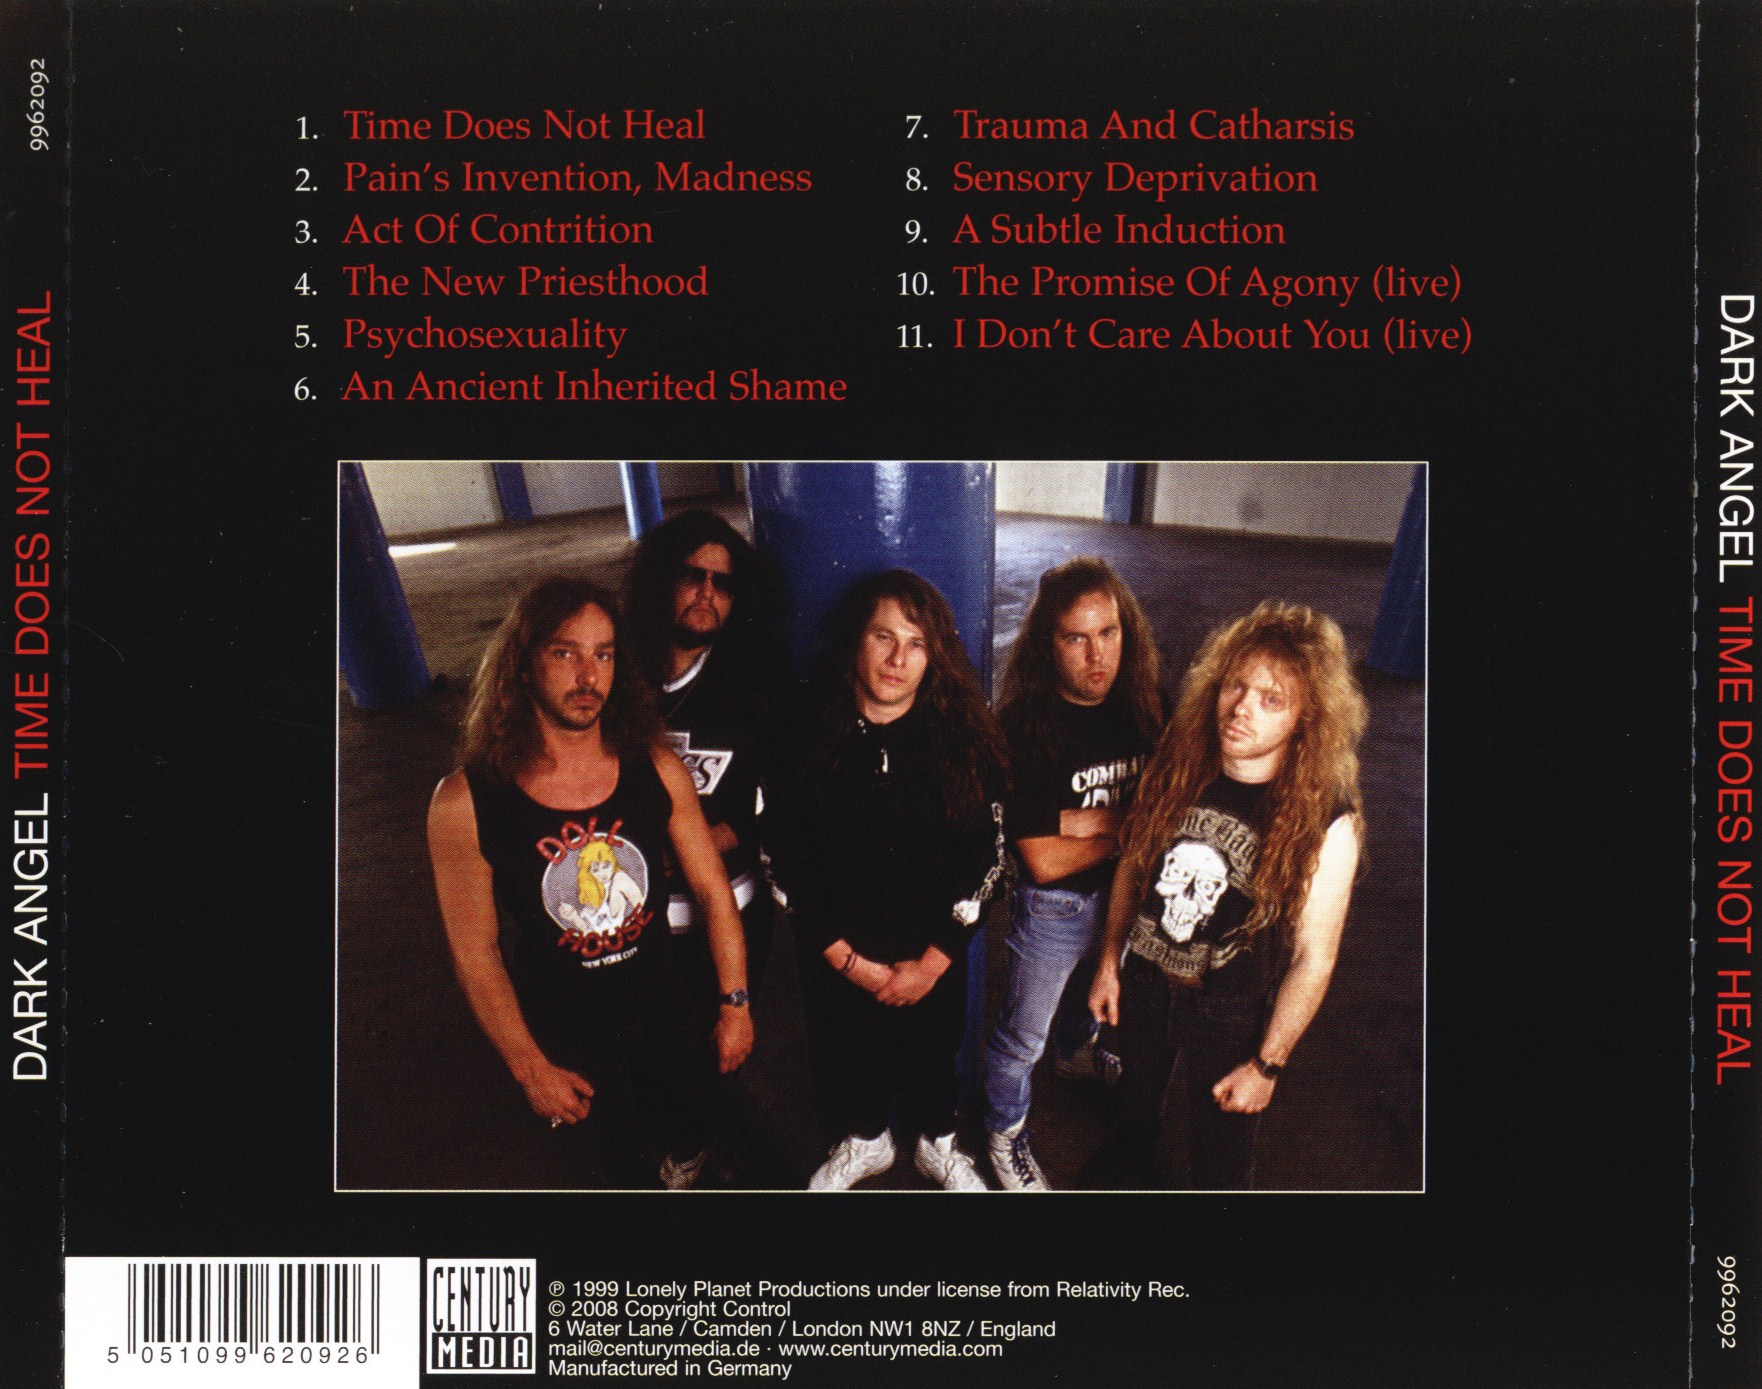 9962092
DARK ANGEL TIME DOES NOT HEAL
1. Time Does Not Heal
2. Pain's Invention, Madness
3. Act Of Contrition
4. The New Priesthood
5. Psychosexuality
6. An Ancient Inherited Shame
7. Trauma And Catharsis
8. Sensory Deprivation
9. A Subtle Induction
10. The Promise Of Agony (live)
11. I Don't Care About You (live)
DOLL
HOUSE
NEW YORK CITY
5 051099 620926
CENTURY
MEDIA
℗ 1999 Lonely Planet Productions under license from Relativity Rec.
© 2008 Copyright Control
6 Water Lane / Camden / London NW1 8NZ / England
mail@centurymedia.de · www.centurymedia.com
Manufactured in Germany
DARK ANGEL TIME DOES NOT HEAL
9962092